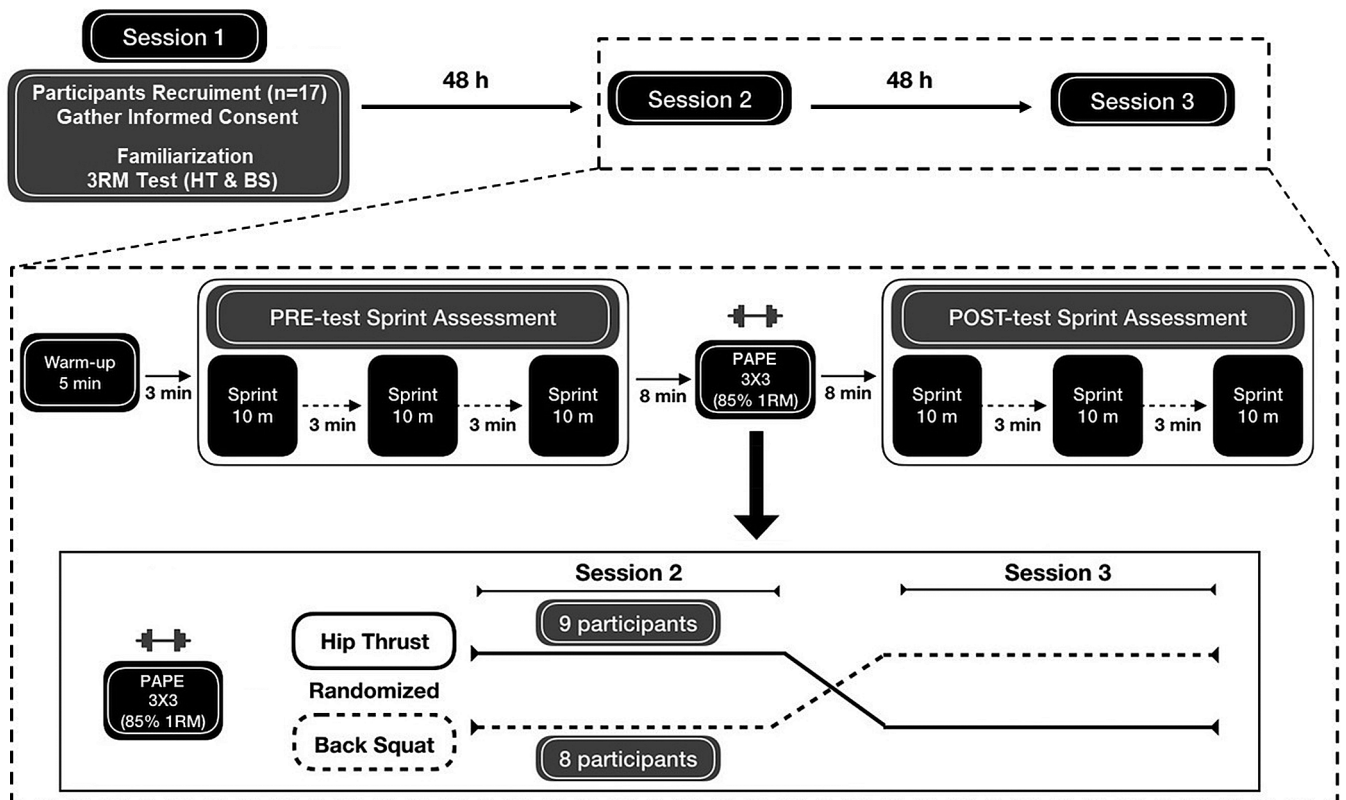 Session 1
Participants Recruitment (n=17)
Gather Informed Consent
Familiarization
3RM Test (HT & BS)
48 h
Session 2
48 h
Session 3
Warm-up
5 min
3 min
PRE-test Sprint Assessment
Sprint
10 m
3 min
Sprint
10 m
3 min
Sprint
10 m
8 min
PAPE
3X3
(85% 1RM)
8 min
POST-test Sprint Assessment
Sprint
10 m
3 min
Sprint
10 m
3 min
Sprint
10 m
PAPE
3X3
(85% 1RM)
Hip Thrust
Randomized
Back Squat
Session 2
9 participants
8 participants
Session 3